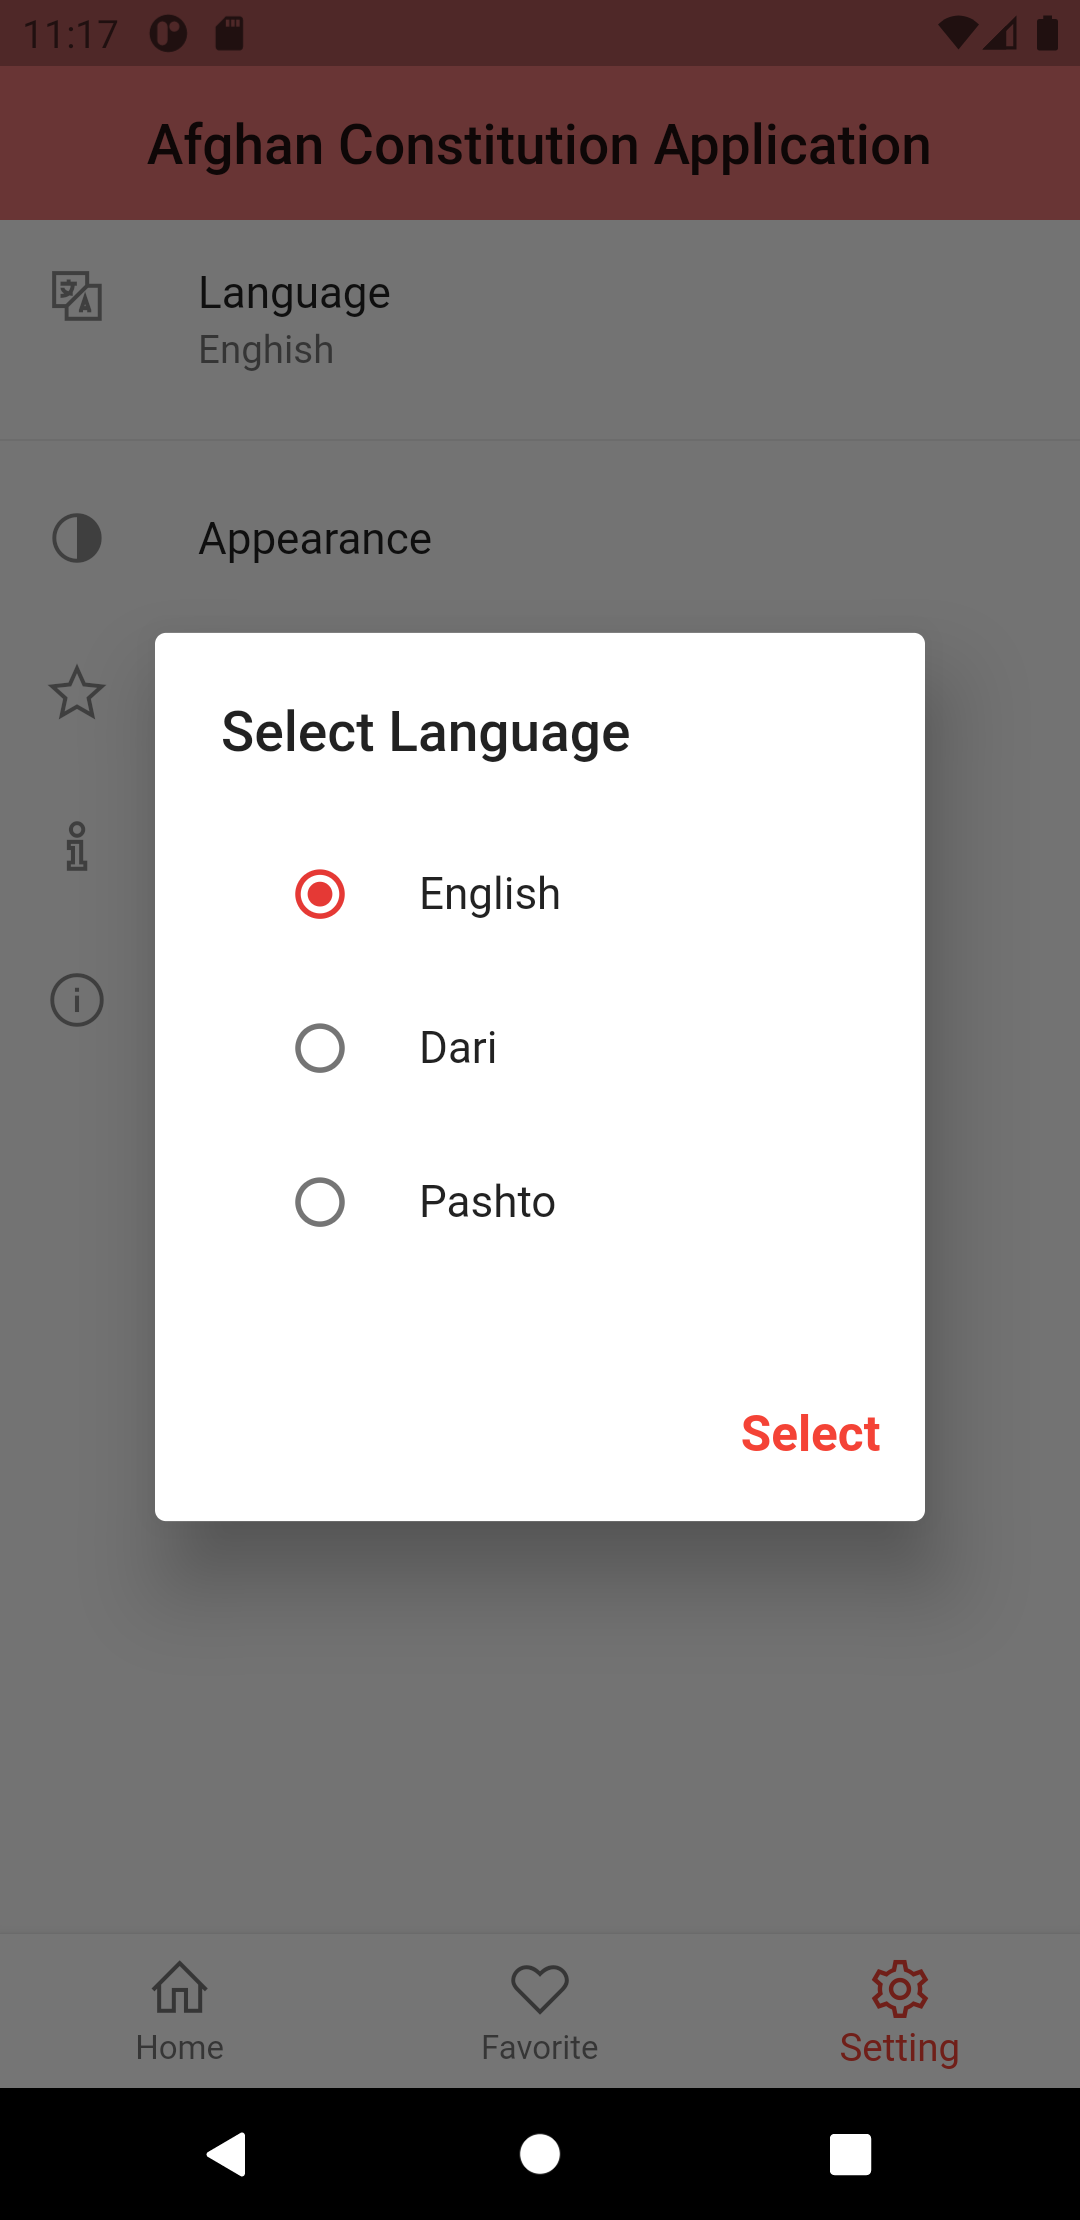 11:17
Afghan Constitution Application
Language
Enghish
Appearance
Select Language
English
Dari
Pashto
Select
Home
Favorite
Setting